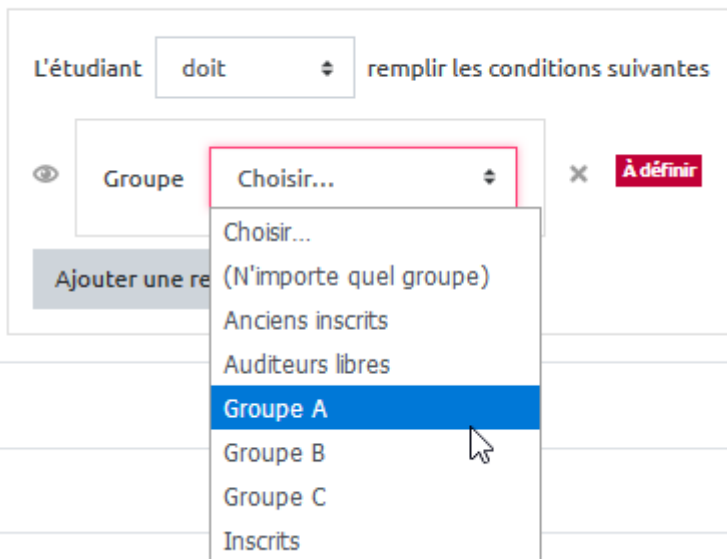 L'étudiant doit remplir les conditions suivantes
Groupe Choisir... À définir
Choisir...
(N'importe quel groupe)
Ajouter une re
Anciens inscrits
Auditeurs libres
Groupe A
Groupe B
Groupe C
Inscrits